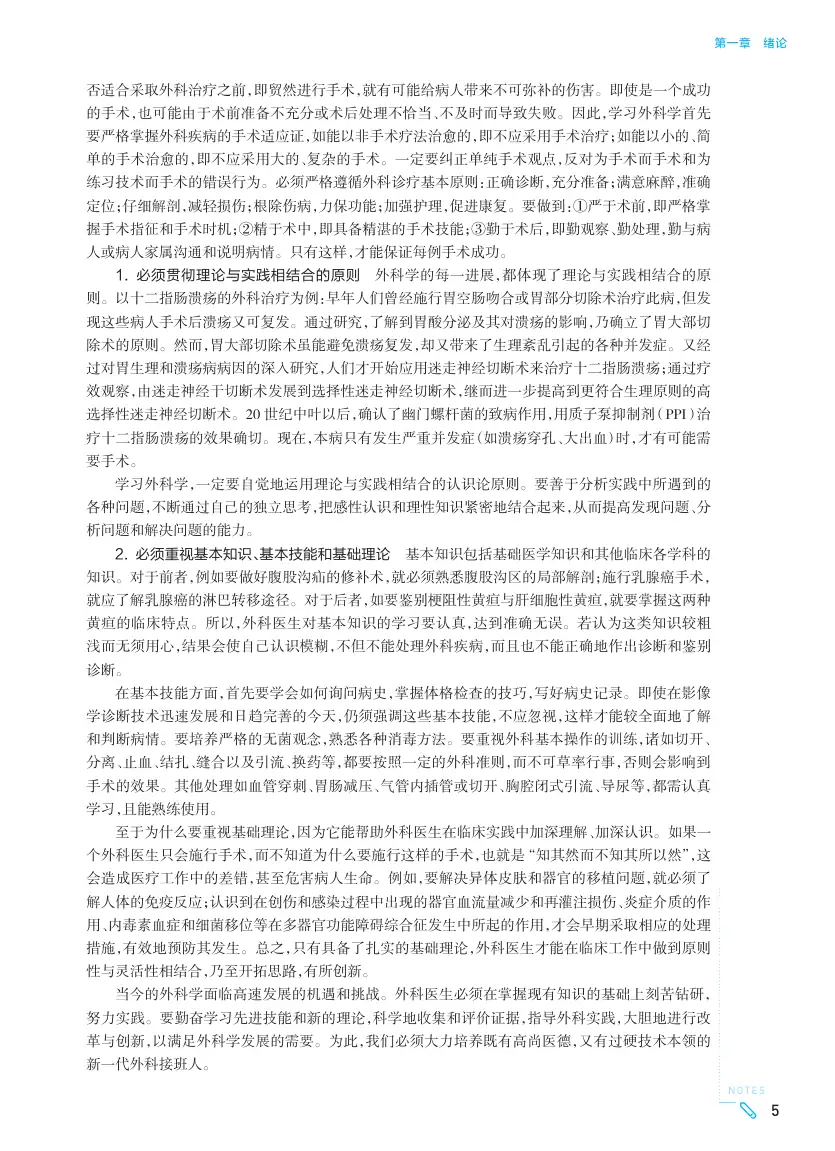 第一章 绪论
否适合采取外科治疗之前,即贸然进行手术,就有可能给病人带来不可弥补的伤害。即使是一个成功
的手术,也可能由于术前准备不充分或术后处理不恰当、不及时而导致失败。因此,学习外科学首先
要严格掌握外科疾病的手术适应证,如能以非手术疗法治愈的,即不应采用手术治疗;如能以小的、简
单的手术治愈的,即不应采用大的、复杂的手术。一定要纠正单纯手术观点,反对为手术而手术和为
练习技术而手术的错误行为。必须严格遵循外科诊疗基本原则:正确诊断,充分准备;满意麻醉,准确
定位;仔细解剖,减轻损伤;根除伤病,力保功能;加强护理,促进康复。要做到:①严于术前,即严格掌
握手术指征和手术时机;②精于术中,即具备精湛的手术技能;③勤于术后,即勤观察、勤处理,勤与病
人或病人家属沟通和说明病情。只有这样,才能保证每例手术成功。
1. 必须贯彻理论与实践相结合的原则 外科学的每一进展,都体现了理论与实践相结合的原
则。以十二指肠溃疡的外科治疗为例:早年人们曾经施行胃空肠吻合或胃部分切除术治疗此病,但发
现这些病人手术后溃疡又可复发。通过研究,了解到胃酸分泌及其对溃疡的影响,乃确立了胃大部切
除术的原则。然而,胃大部切除术虽能避免溃疡复发,却又带来了生理紊乱引起的各种并发症。又经
过对胃生理和溃疡病病因的深入研究,人们才开始应用迷走神经切断术来治疗十二指肠溃疡;通过疗
效观察,由迷走神经干切断术发展到选择性迷走神经切断术,继而进一步提高到更符合生理原则的高
选择性迷走神经切断术。20 世纪中叶以后,确认了幽门螺杆菌的致病作用,用质子泵抑制剂(PPI)治
疗十二指肠溃疡的效果确切。现在,本病只有发生严重并发症(如溃疡穿孔、大出血)时,才有可能需
要手术。
学习外科学,一定要自觉地运用理论与实践相结合的认识论原则。要善于分析实践中所遇到的
各种问题,不断通过自己的独立思考,把感性认识和理性知识紧密地结合起来,从而提高发现问题、分
析问题和解决问题的能力。
2. 必须重视基本知识、基本技能和基础理论 基本知识包括基础医学知识和其他临床各学科的
知识。对于前者,例如要做好腹股沟疝的修补术,就必须熟悉腹股沟区的局部解剖;施行乳腺癌手术,
就应了解乳腺癌的淋巴转移途径。对于后者,如要鉴别梗阻性黄疸与肝细胞性黄疸,就要掌握这两种
黄疸的临床特点。所以,外科医生对基本知识的学习要认真,达到准确无误。若认为这类知识较粗
浅而无须用心,结果会使自己认识模糊,不但不能处理外科疾病,而且也不能正确地作出诊断和鉴别
诊断。
在基本技能方面,首先要学会如何询问病史,掌握体格检查的技巧,写好病史记录。即使在影像
学诊断技术迅速发展和日趋完善的今天,仍须强调这些基本技能,不应忽视,这样才能较全面地了解
和判断病情。要培养严格的无菌观念,熟悉各种消毒方法。要重视外科基本操作的训练,诸如切开、
分离、止血、结扎、缝合以及引流、换药等,都要按照一定的外科准则,而不可草率行事,否则会影响到
手术的效果。其他处理如血管穿刺、胃肠减压、气管内插管或切开、胸腔闭式引流、导尿等,都需认真
学习,且能熟练使用。
至于为什么要重视基础理论,因为它能帮助外科医生在临床实践中加深理解、加深认识。如果一
个外科医生只会施行手术,而不知道为什么要施行这样的手术,也就是“知其然而不知其所以然”,这
会造成医疗工作中的差错,甚至危害病人生命。例如,要解决异体皮肤和器官的移植问题,就必须了
解人体的免疫反应;认识到在创伤和感染过程中出现的器官血流量减少和再灌注损伤、炎症介质的作
用、内毒素血症和细菌移位等在多器官功能障碍综合征发生中所起的作用,才会早期采取相应的处理
措施,有效地预防其发生。总之,只有具备了扎实的基础理论,外科医生才能在临床工作中做到原则
性与灵活性相结合,乃至开拓思路,有所创新。
当今的外科学面临高速发展的机遇和挑战。外科医生必须在掌握现有知识的基础上刻苦钻研,
努力实践。要勤奋学习先进技能和新的理论,科学地收集和评价证据,指导外科实践,大胆地进行改
革与创新,以满足外科学发展的需要。为此,我们必须大力培养既有高尚医德,又有过硬技术本领的
新一代外科接班人。
NOTES
5